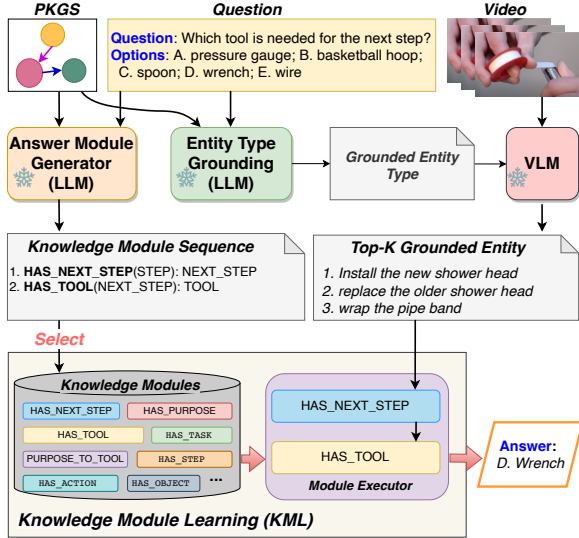 PKGS
Question
Video
Question: Which tool is needed for the next step?
Options: A. pressure gauge; B. basketball hoop;
C. spoon; D. wrench; E. wire
Answer Module
Generator
(LLM)
Entity Type
Grounding
(LLM)
Grounded Entity
Type
VLM
Knowledge Module Sequence
1. HAS_NEXT_STEP(STEP): NEXT_STEP
2. HAS_TOOL(NEXT_STEP): TOOL
Top-K Grounded Entity
1. Install the new shower head
2. replace the older shower head
3. wrap the pipe band
Select
Knowledge Modules
HAS_NEXT_STEP
HAS_PURPOSE
HAS_TOOL
HAS_TASK
PURPOSE_TO_TOOL
HAS_STEP
HAS_ACTION
HAS_OBJECT
...
HAS_NEXT_STEP
HAS_TOOL
Module Executor
Answer:
D. Wrench
Knowledge Module Learning (KML)